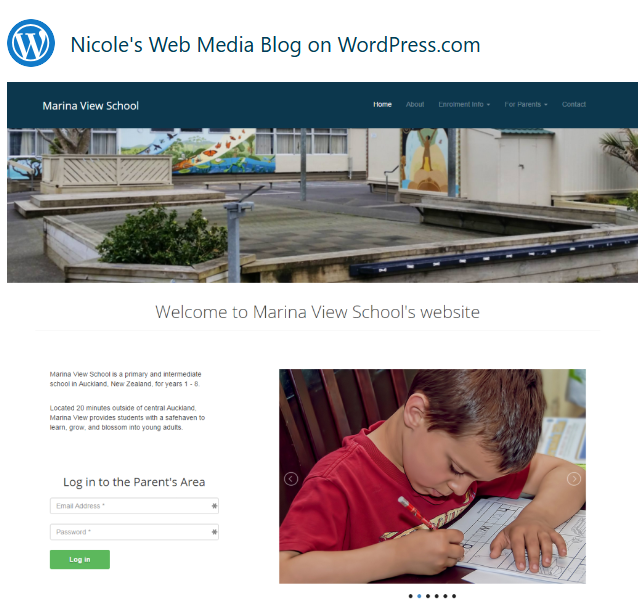 Nicole's Web Media Blog on WordPress.com
Marina View School
Home About Enrolment Info For Parents Contact
Welcome to Marina View School's website
Marina View School is a primary and intermediate
school in Auckland, New Zealand, for years 1 - 8.
Located 20 minutes outside of central Auckland,
Marina View provides students with a safehaven to
learn, grow, and blossom into young adults.
Log in to the Parent's Area
Email Address *
Password *
Log in